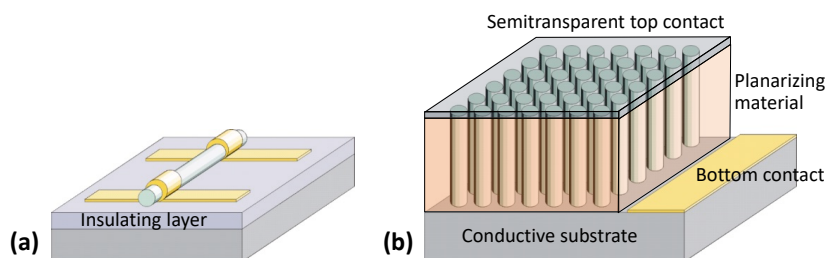 Semitransparent top contact
Planarizing
material
Bottom contact
Insulating layer
(a)
(b)
Conductive substrate